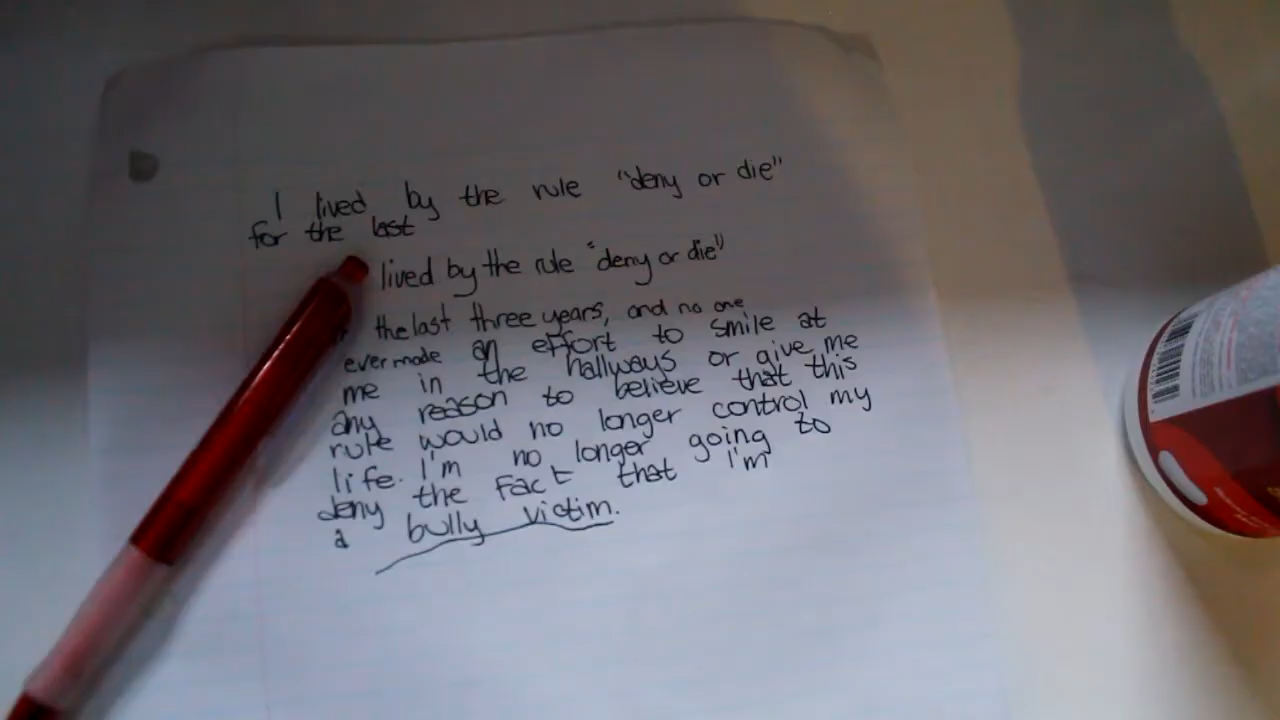 I lived by the rule "deny or die"
for the last
lived by the rule "deny or die"
the last three years, and no one
ever made an effort to smile at
me in the hallways or give me
any reason to believe that this
rule would no longer control my
life. I'm no longer going to
deny the fact that I'm
a bully victim.